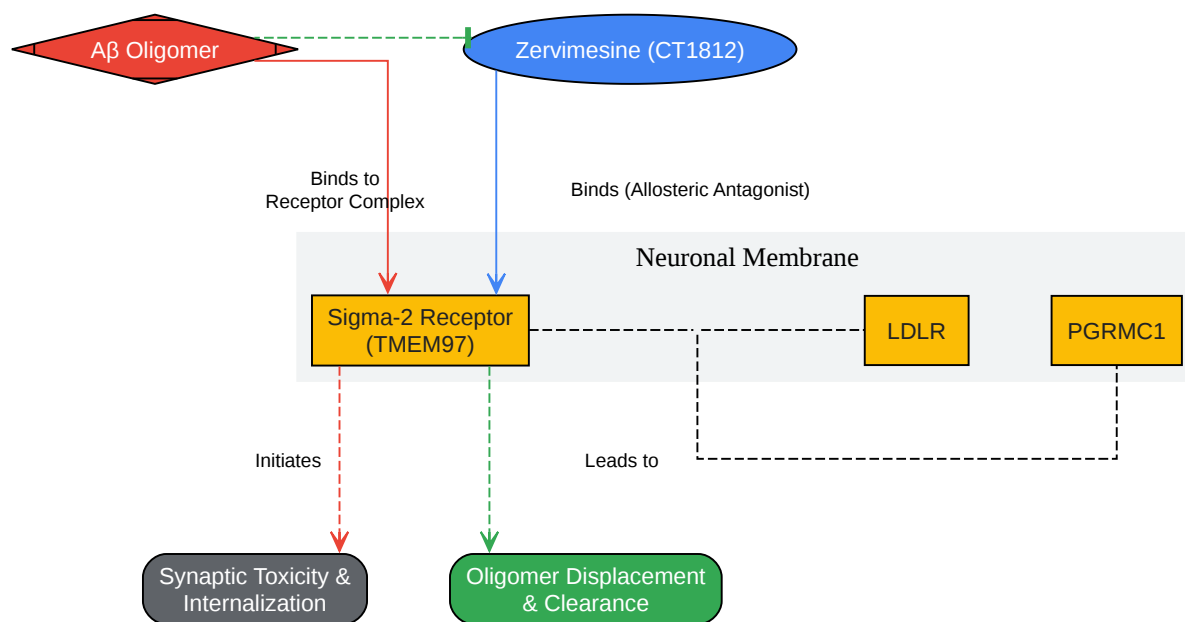 Aβ Oligomer
Zervimesine (CT1812)
Binds to
Receptor Complex
Binds (Allosteric Antagonist)
Neuronal Membrane
Sigma-2 Receptor
(TMEM97)
LDLR
PGRMC1
Initiates
Leads to
Synaptic Toxicity &
Internalization
Oligomer Displacement
& Clearance